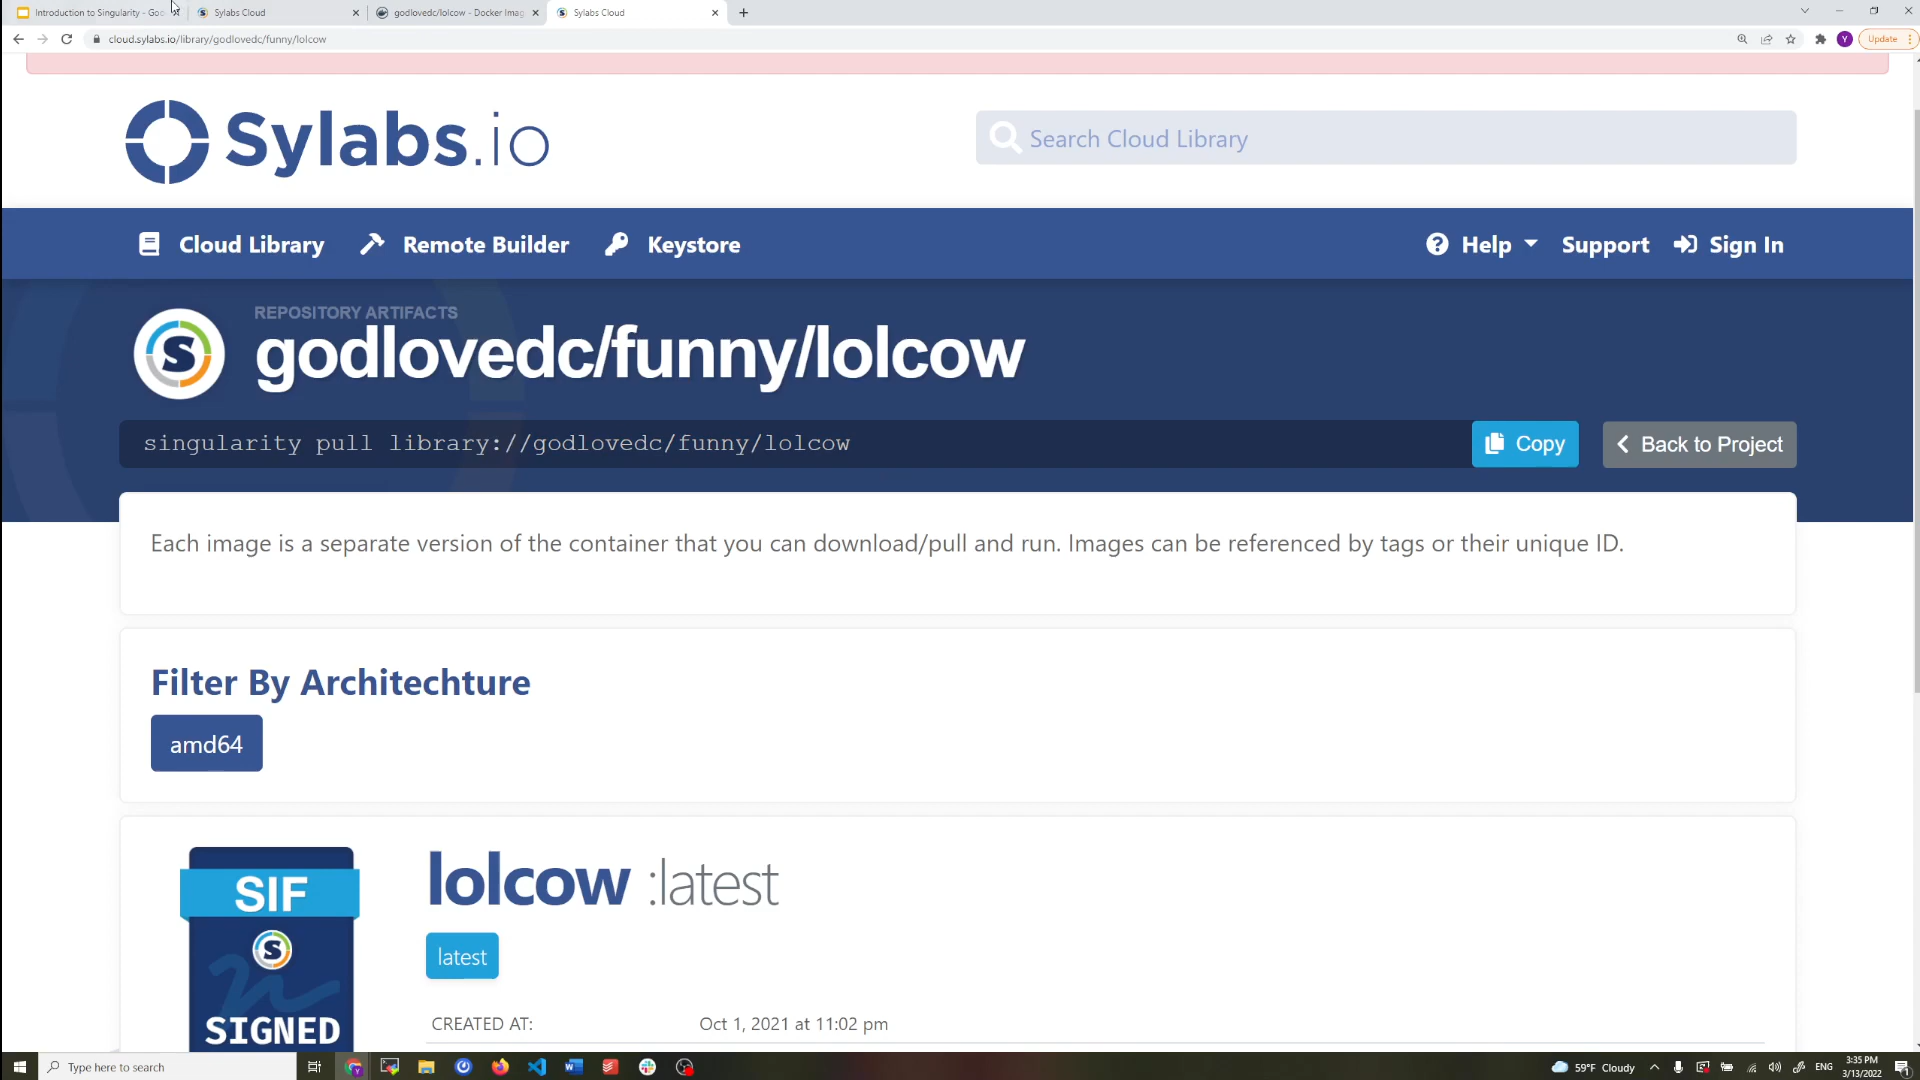 Introduction to Singularity - Go
Sylabs Cloud
godlovedc/lolcow - Docker Imag
Sylabs Cloud
cloud.sylabs.io/library/godlovedc/funny/lolcow
Y
Update
Sylabs.io
Search Cloud Library
Cloud Library
Remote Builder
Keystore
Help
Support
Sign In
REPOSITORY ARTIFACTS
S
godlovedc/funny/lolcow
singularity pull library://godlovedc/funny/lolcow
Copy
Back to Project
Each image is a separate version of the container that you can download/pull and run. Images can be referenced by tags or their unique ID.
Filter By Architechture
amd64
SIF
S
SIGNED
lolcow :latest
latest
CREATED AT:
Oct 1, 2021 at 11:02 pm
Type here to search
59°F Cloudy
ENG
3:35 PM
3/13/2022